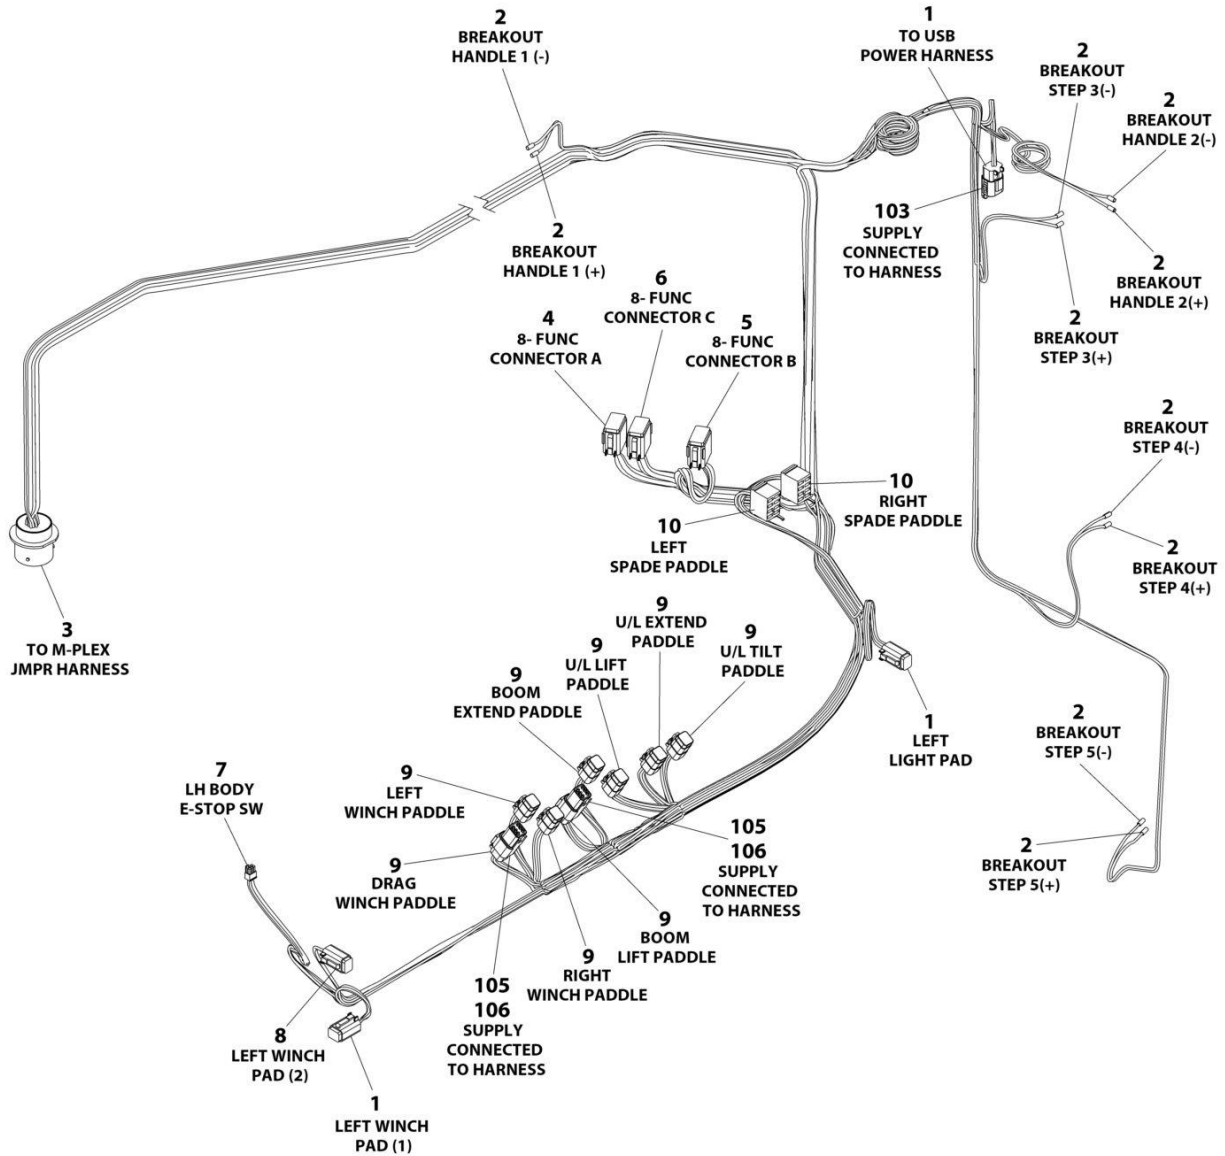 1
TO USB
POWER HARNESS
2
BREAKOUT
HANDLE 1 (-)
2
BREAKOUT
STEP 3(-)
2
BREAKOUT
HANDLE 2(-)
103
SUPPLY
CONNECTED
TO HARNESS
2
BREAKOUT
HANDLE 1 (+)
2
BREAKOUT
HANDLE 2(+)
6
8- FUNC
CONNECTOR C
4
8- FUNC
CONNECTOR A
5
8- FUNC
CONNECTOR B
2
BREAKOUT
STEP 3(+)
2
BREAKOUT
STEP 4(-)
10
RIGHT
SPADE PADDLE
10
LEFT
SPADE PADDLE
2
BREAKOUT
STEP 4(+)
3
TO M-PLEX
JMPR HARNESS
9
U/L EXTEND
PADDLE
9
U/L LIFT
PADDLE
9
U/L TILT
PADDLE
9
BOOM
EXTEND PADDLE
1
LEFT
LIGHT PAD
2
BREAKOUT
STEP 5(-)
7
LH BODY
E-STOP SW
9
LEFT
WINCH PADDLE
105
106
SUPPLY
CONNECTED
TO HARNESS
2
BREAKOUT
STEP 5(+)
9
DRAG
WINCH PADDLE
9
BOOM
LIFT PADDLE
9
RIGHT
WINCH PADDLE
105
106
SUPPLY
CONNECTED
TO HARNESS
8
LEFT WINCH
PAD (2)
1
LEFT WINCH
PAD (1)